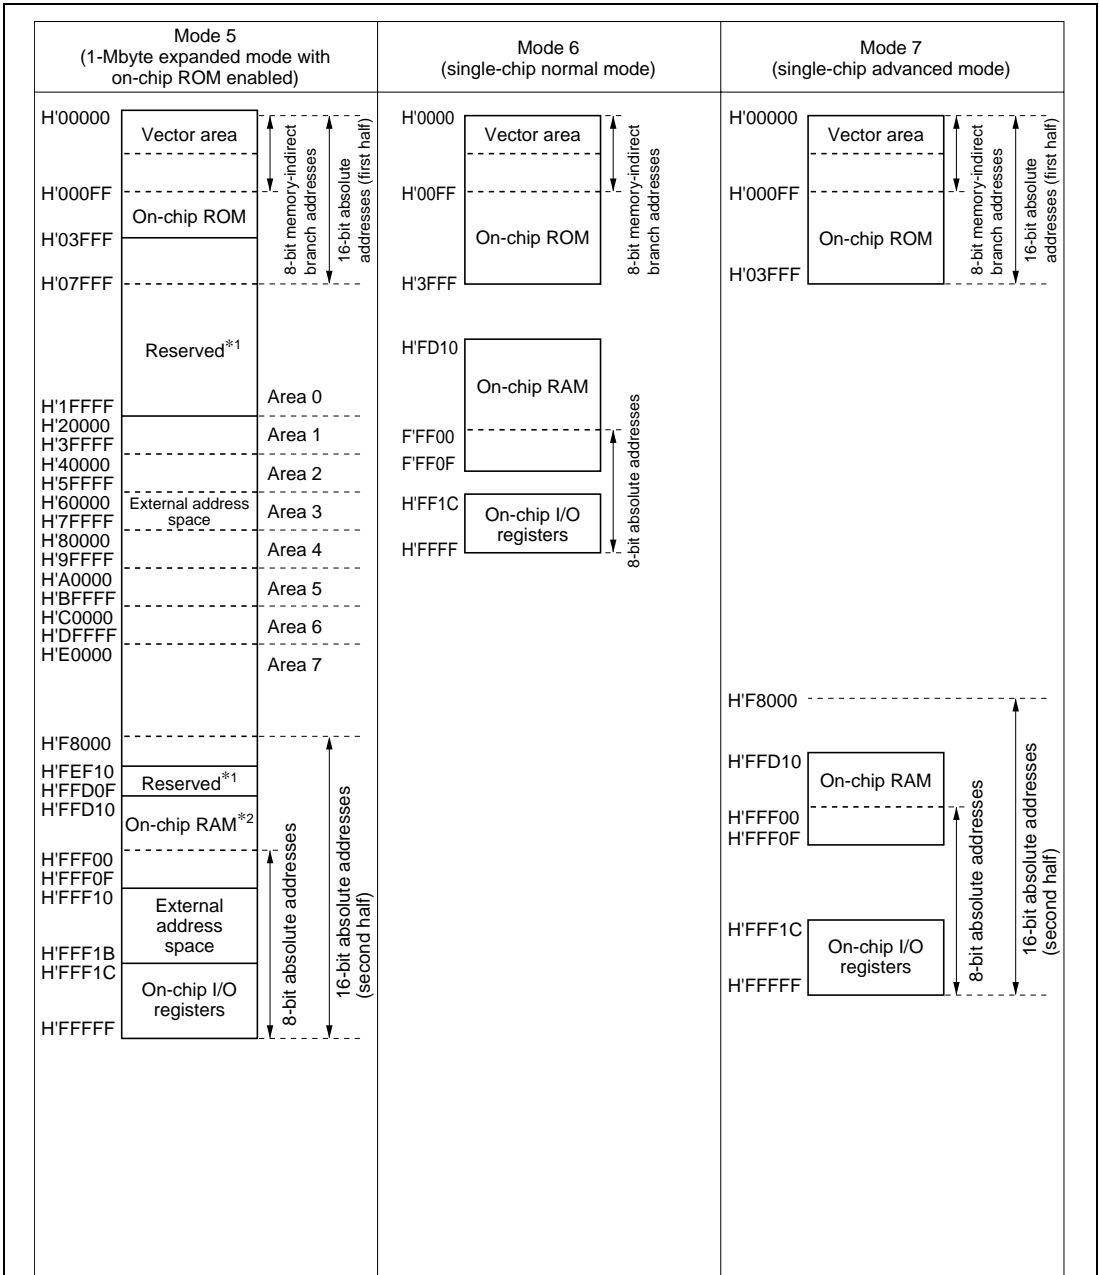 Mode 5
(1-Mbyte expanded mode with
on-chip ROM enabled)
H'00000
Vector area
H'000FF
On-chip ROM
H'03FFF
H'07FFF
8-bit memory-indirect
branch addresses
16-bit absolute
addresses (first half)
Reserved*1
H'1FFFF
Area 0
H'20000
Area 1
H'3FFFF
H'40000
Area 2
H'5FFFF
H'60000
External address
space
Area 3
H'7FFFF
H'80000
Area 4
H'9FFFF
H'A0000
Area 5
H'BFFFF
H'C0000
Area 6
H'DFFFF
H'E0000
Area 7
H'F8000
H'FEF10
Reserved*1
H'FFD0F
H'FFD10
On-chip RAM*2
H'FFF00
H'FFF0F
H'FFF10
External
address
space
H'FFF1B
H'FFF1C
On-chip I/O
registers
H'FFFFF
8-bit absolute addresses
16-bit absolute addresses
(second half)
Mode 6
(single-chip normal mode)
H'0000
Vector area
H'00FF
On-chip ROM
H'3FFF
8-bit memory-indirect
branch addresses
H'FD10
On-chip RAM
F'FF00
F'FF0F
H'FF1C
On-chip I/O
registers
H'FFFF
8-bit absolute addresses
Mode 7
(single-chip advanced mode)
H'00000
Vector area
H'000FF
On-chip ROM
H'03FFF
8-bit memory-indirect
branch addresses
16-bit absolute
addresses (first half)
H'F8000
H'FFD10
On-chip RAM
H'FFF00
H'FFF0F
H'FFF1C
On-chip I/O
registers
H'FFFFF
8-bit absolute addresses
16-bit absolute addresses
(second half)